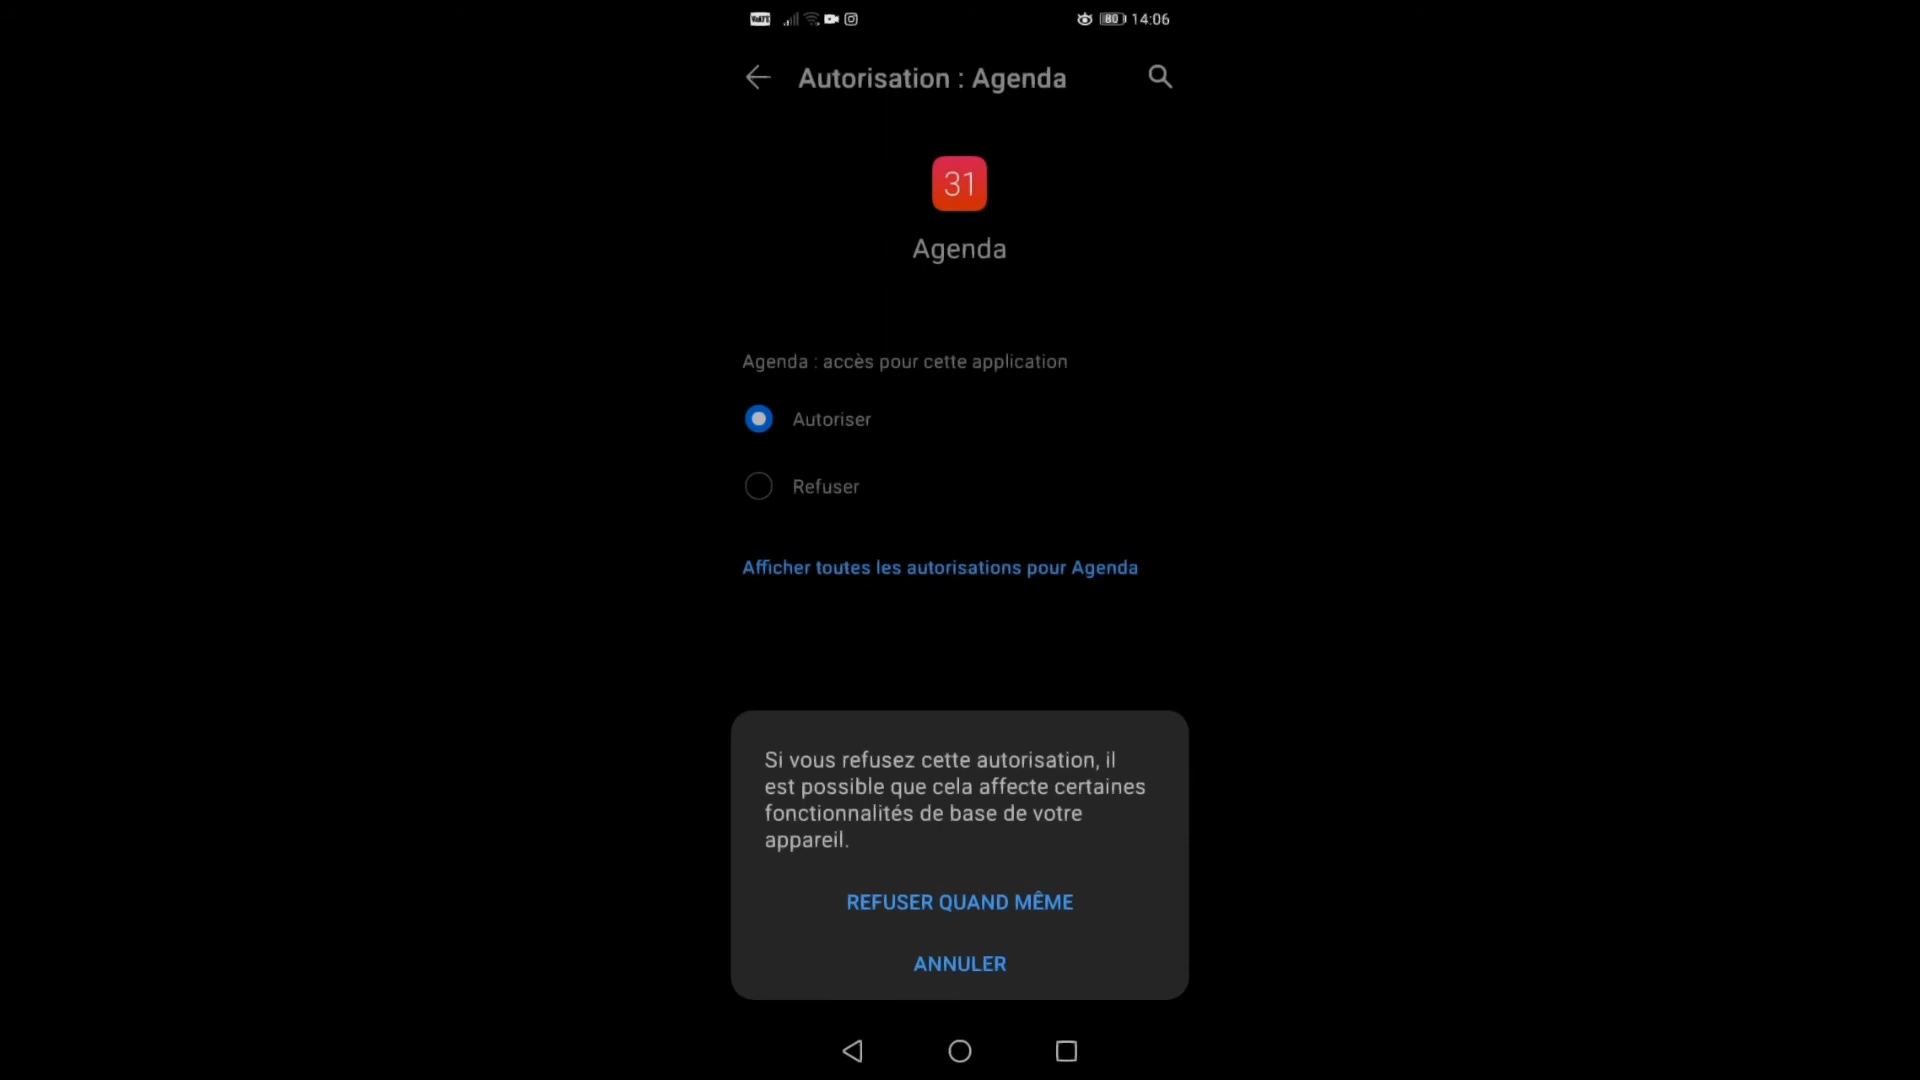 VoLTE 80 14:06
Autorisation : Agenda
31
Agenda
Agenda : accès pour cette application
Autoriser
Refuser
Afficher toutes les autorisations pour Agenda
Si vous refusez cette autorisation, il
est possible que cela affecte certaines
fonctionnalités de base de votre
appareil.
REFUSER QUAND MÊME
ANNULER